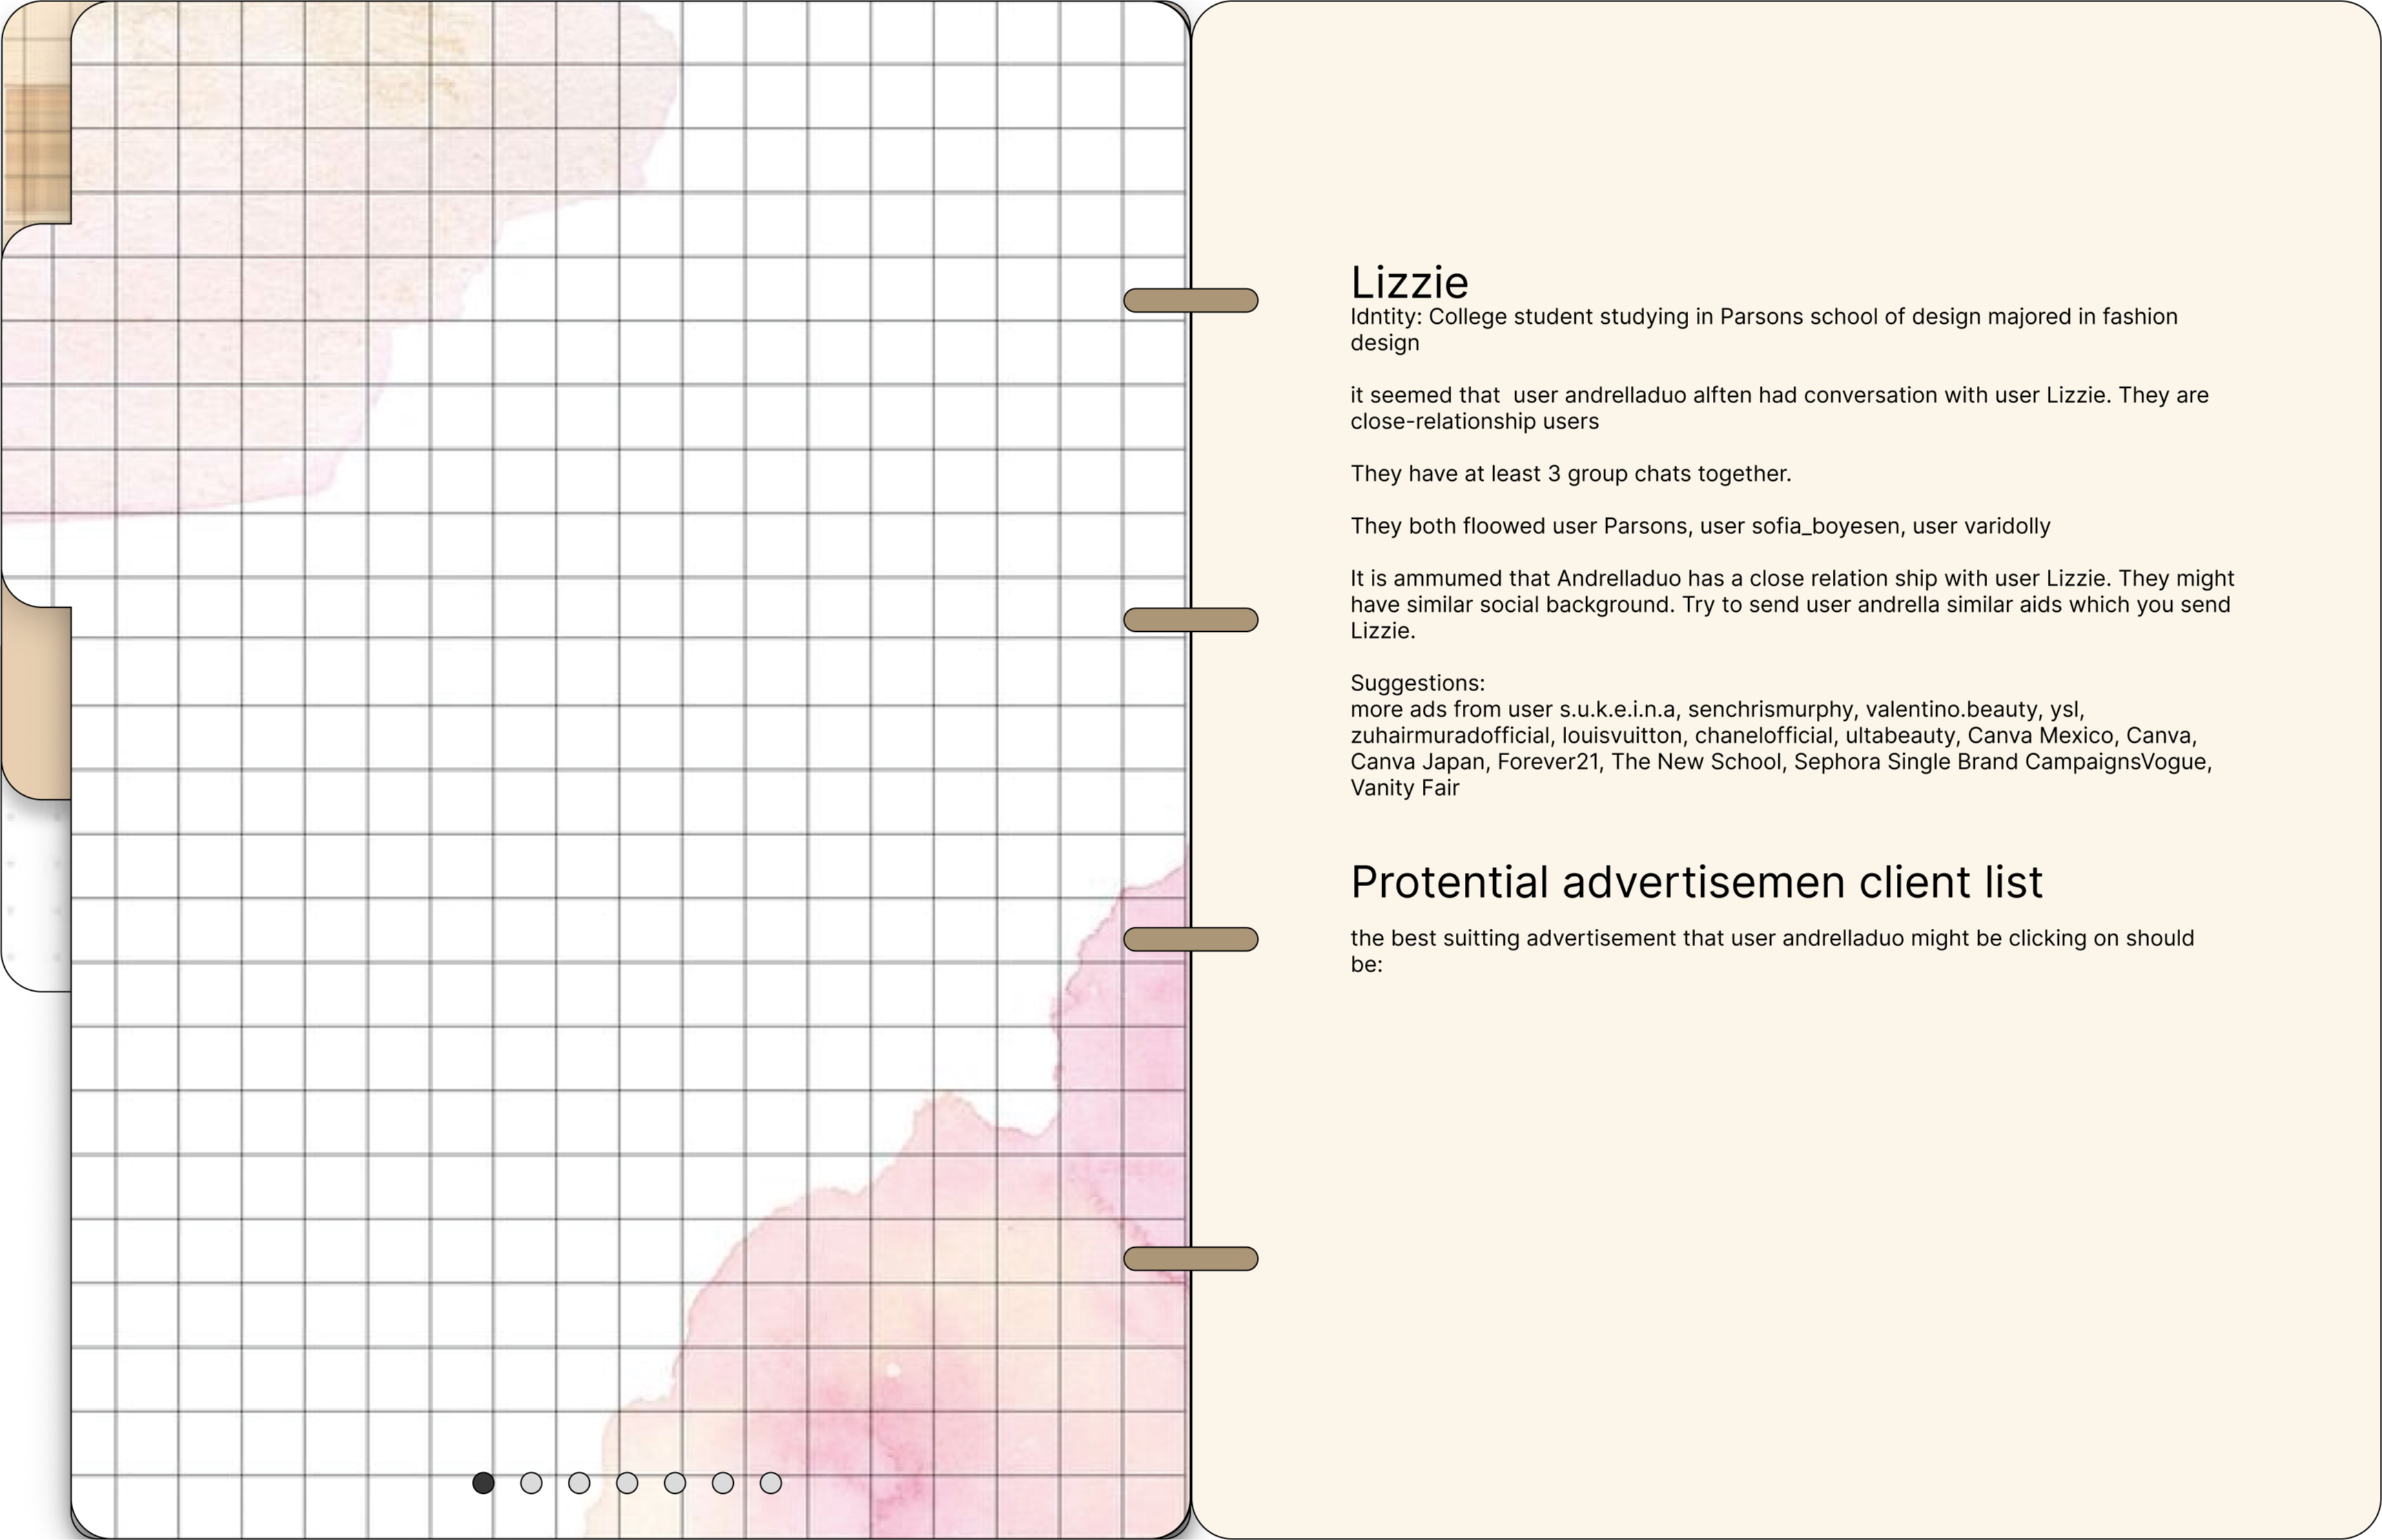 Lizzie
Idntity: College student studying in Parsons school of design majored in fashion
design
it seemed that  user andrelladuo alften had conversation with user Lizzie. They are
close-relationship users
They have at least 3 group chats together.
They both floowed user Parsons, user sofia_boyesen, user varidolly
It is ammumed that Andrelladuo has a close relation ship with user Lizzie. They might
have similar social background. Try to send user andrella similar aids which you send
Lizzie.
Suggestions:
more ads from user s.u.k.e.i.n.a, senchrismurphy, valentino.beauty, ysl,
zuhairmuradofficial, louisvuitton, chanelofficial, ultabeauty, Canva Mexico, Canva,
Canva Japan, Forever21, The New School, Sephora Single Brand CampaignsVogue,
Vanity Fair
Protential advertisemen client list
the best suitting advertisement that user andrelladuo might be clicking on should
be: